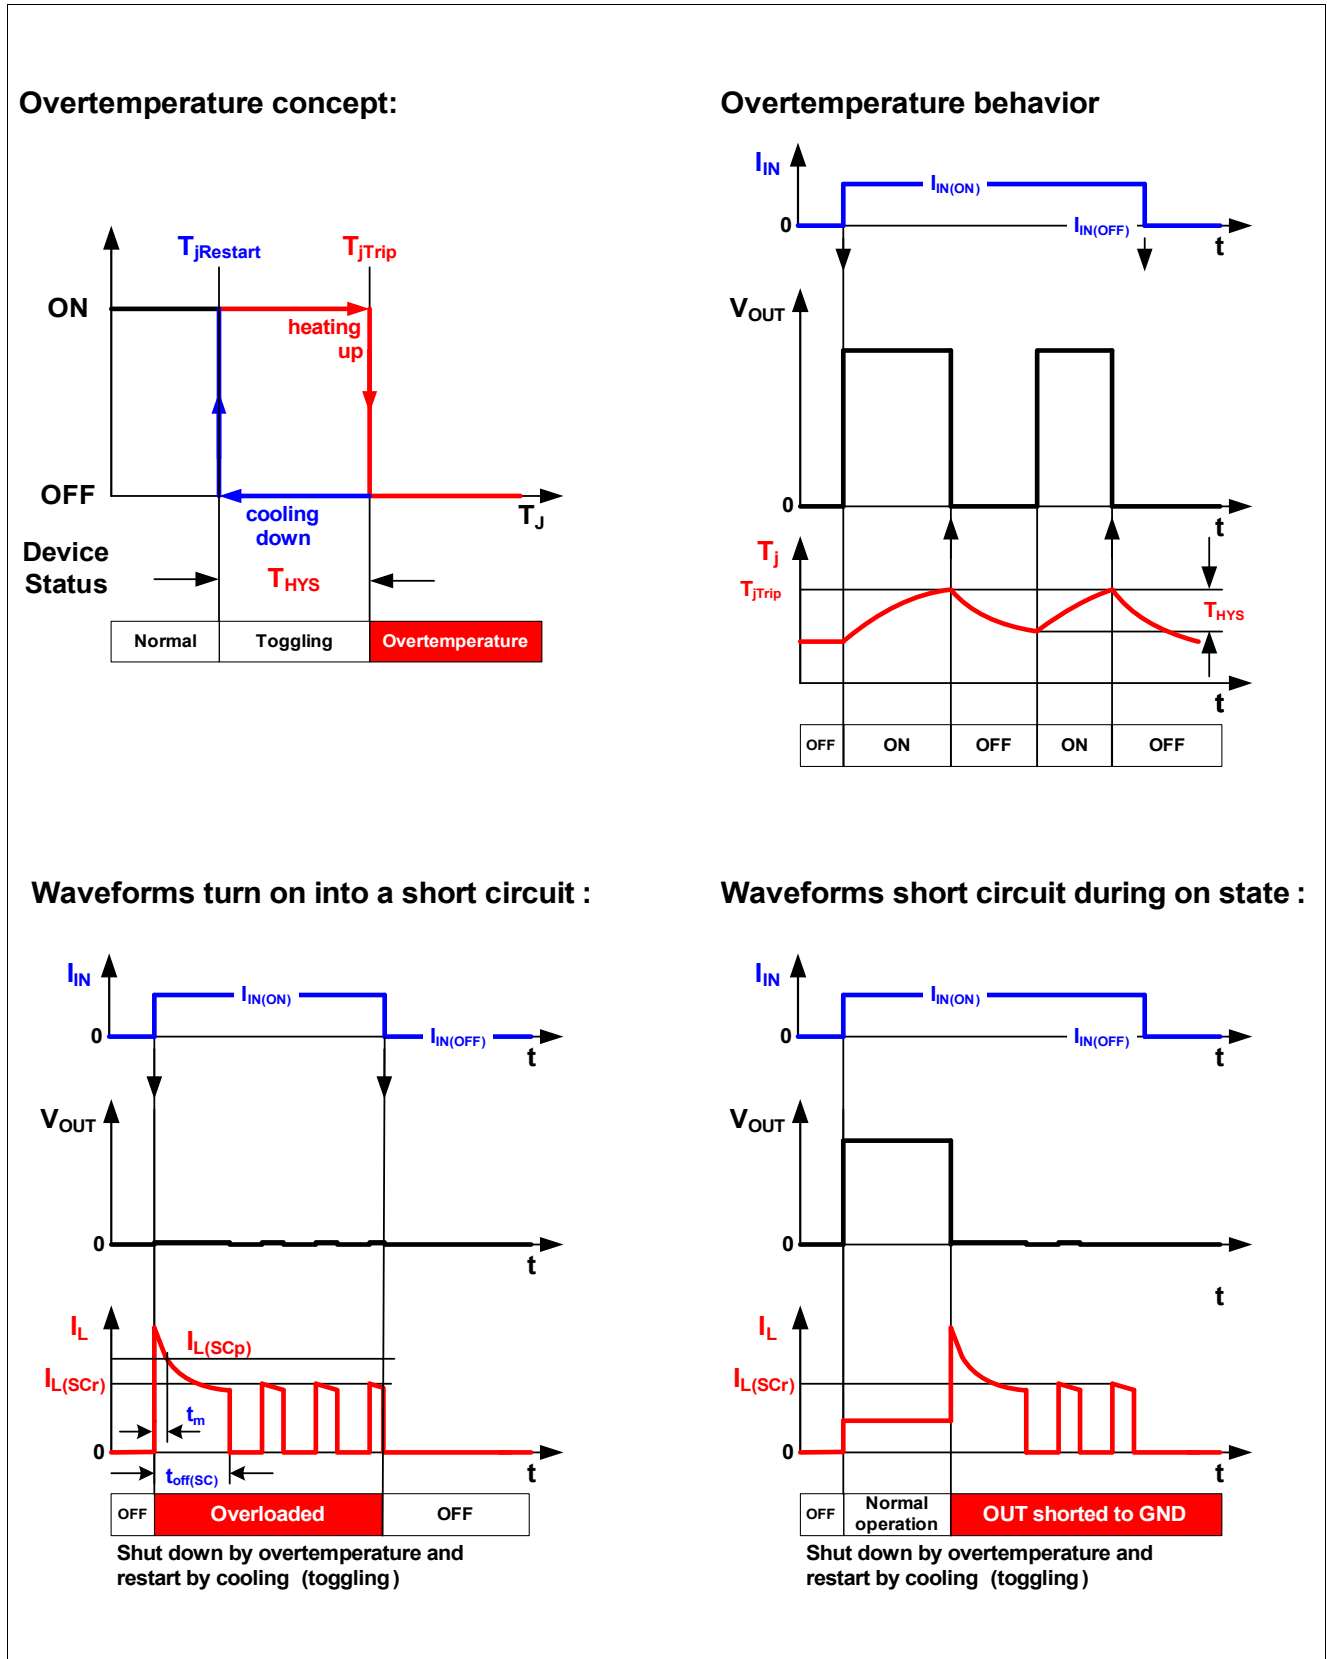 Overtemperature concept:
T_jRestart
T_jTrip
ON
heating
up
OFF
cooling
down
T_J
Device
Status
T_HYS
Normal
Toggling
Overtemperature
Overtemperature behavior
I_IN
I_IN(ON)
0
I_IN(OFF)
t
V_OUT
0
t
T_j
T_jTrip
T_HYS
t
OFF
ON
OFF
ON
OFF
Waveforms turn on into a short circuit :
I_IN
I_IN(ON)
0
I_IN(OFF)
t
V_OUT
0
t
I_L
I_L(SCp)
I_L(SCr)
t_m
0
t
t_off(SC)
OFF
Overloaded
OFF
Shut down by overtemperature and
restart by cooling (toggling)
Waveforms short circuit during on state :
I_IN
I_IN(ON)
0
I_IN(OFF)
t
V_OUT
0
t
I_L
I_L(SCr)
0
t
OFF
Normal
operation
OUT shorted to GND
Shut down by overtemperature and
restart by cooling (toggling)